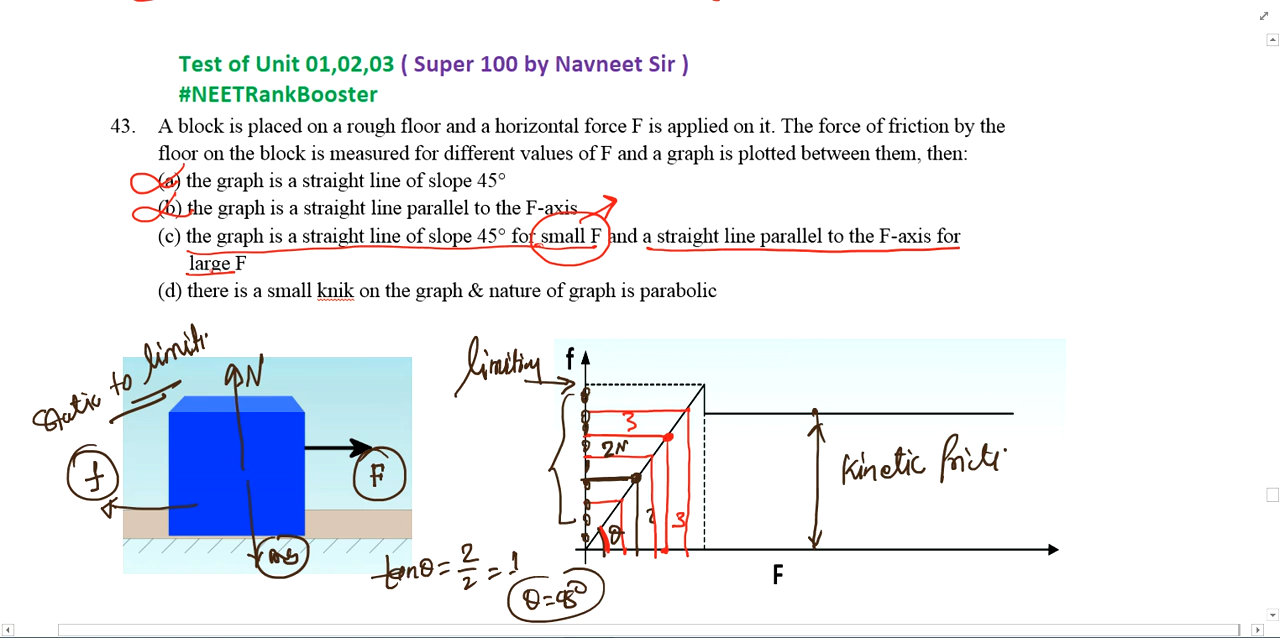 Test of Unit 01,02,03 ( Super 100 by Navneet Sir )
#NEETRankBooster
43. A block is placed on a rough floor and a horizontal force F is applied on it. The force of friction by the
floor on the block is measured for different values of F and a graph is plotted between them, then:
(a) the graph is a straight line of slope 45°
(b) the graph is a straight line parallel to the F-axis
(c) the graph is a straight line of slope 45° for small F and a straight line parallel to the F-axis for
large F
(d) there is a small knik on the graph & nature of graph is parabolic
Static to limiti.
N
f
F
mg
tanθ = 2/2 = 1
θ=45°
limiting
f
3
2N
θ
2
3
Kinetic fricti.
F